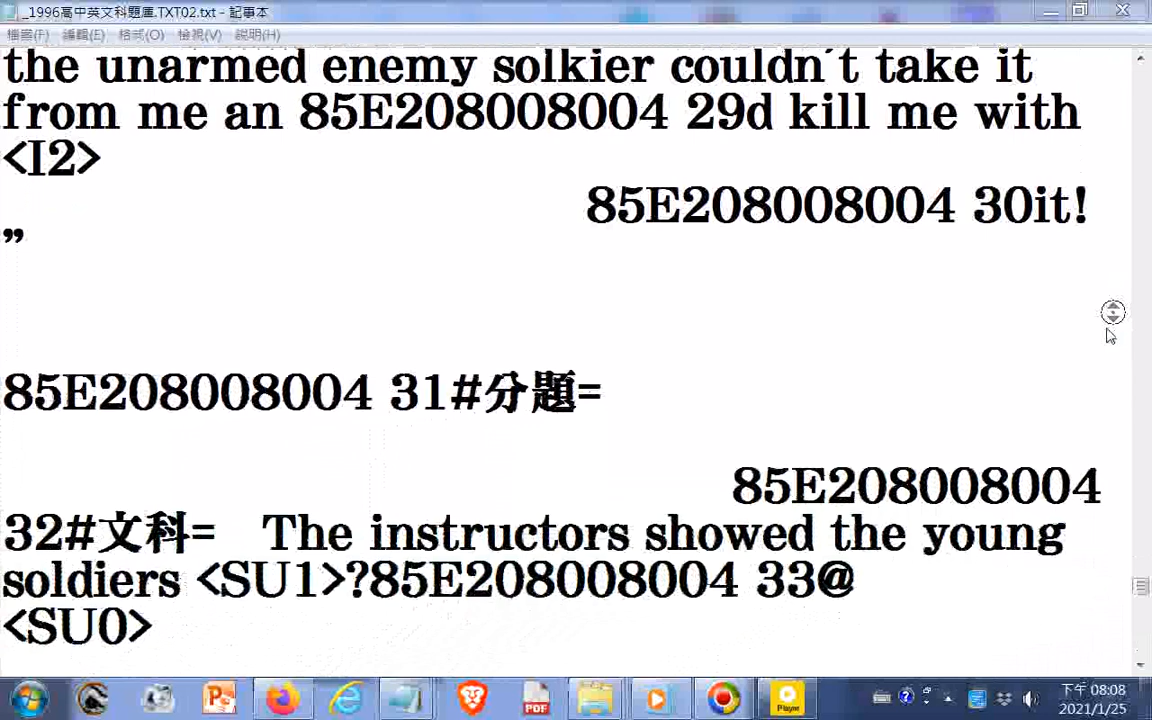 _1996高中英文科題庫.TXT02.txt - 記事本
檔案(F) 編輯(E) 格式(O) 檢視(V) 說明(H)
the unarmed enemy solkier couldn´t take it
from me an 85E208008004 29d kill me with
<I2>
85E208008004 30it!
”
85E208008004 31#分題=
85E208008004
32#文科= The instructors showed the young
soldiers <SU1>?85E208008004 33@
<SU0>
PDF
Player
下午 08:08
2021/1/25